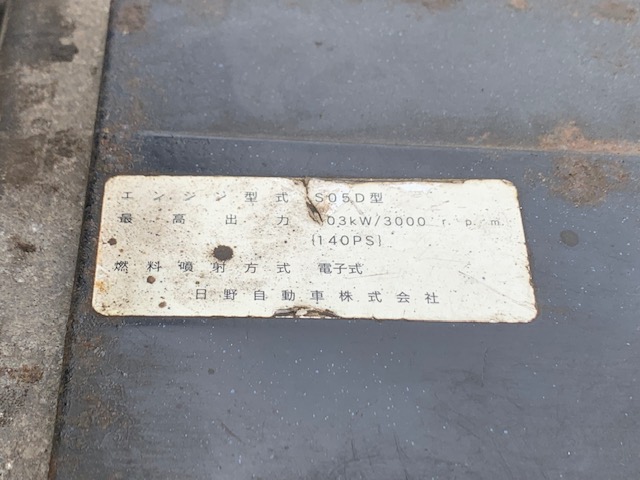 エンジン型式 S05D型
最高出力 03kW/3000 r.p.m.
(140PS)
燃料噴射方式 電子式
日野自動車株式会社